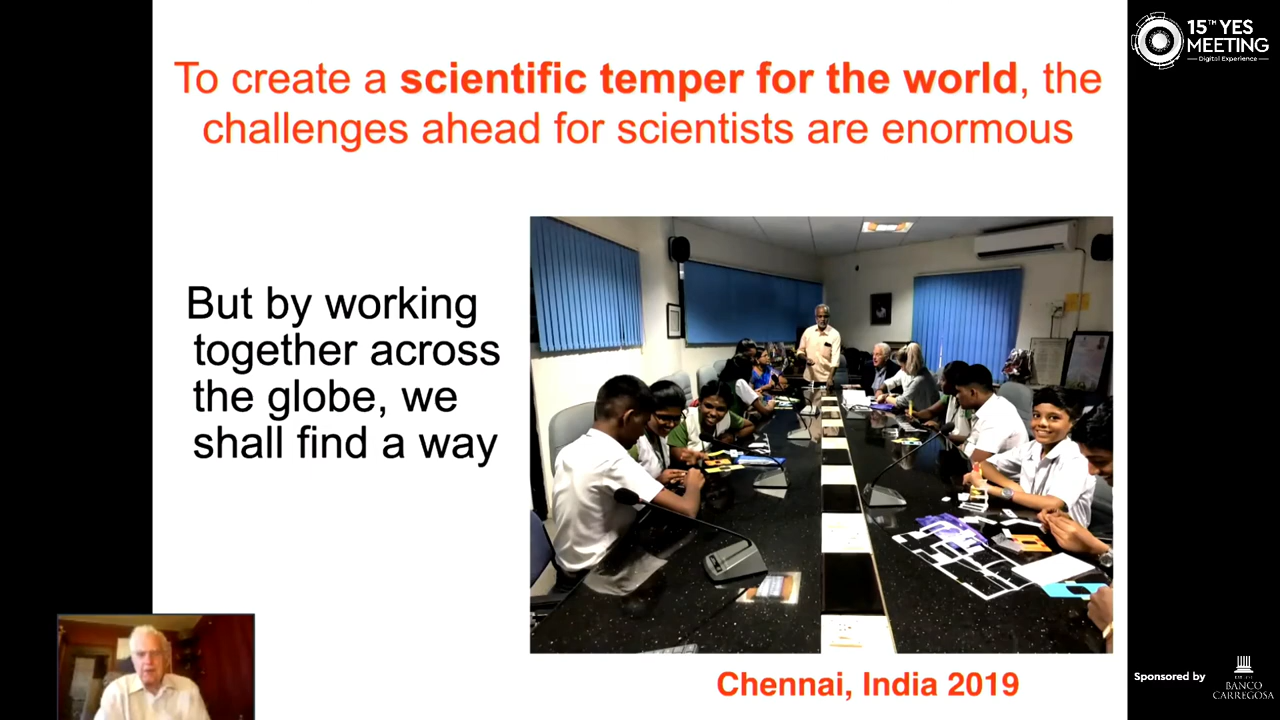 To create a scientific temper for the world, the
challenges ahead for scientists are enormous
But by working
together across
the globe, we
shall find a way
Chennai, India 2019
15TH YES
MEETING
Digital Experience
Sponsored by
BANCO
CARREGOSA